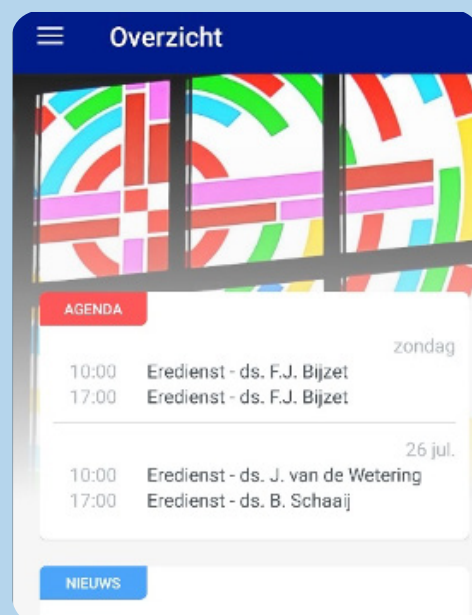 Overzicht
AGENDA
zondag
10:00 Eredienst - ds. F.J. Bijzet
17:00 Eredienst - ds. F.J. Bijzet
26 jul.
10:00 Eredienst - ds. J. van de Wetering
17:00 Eredienst - ds. B. Schaaij
NIEUWS